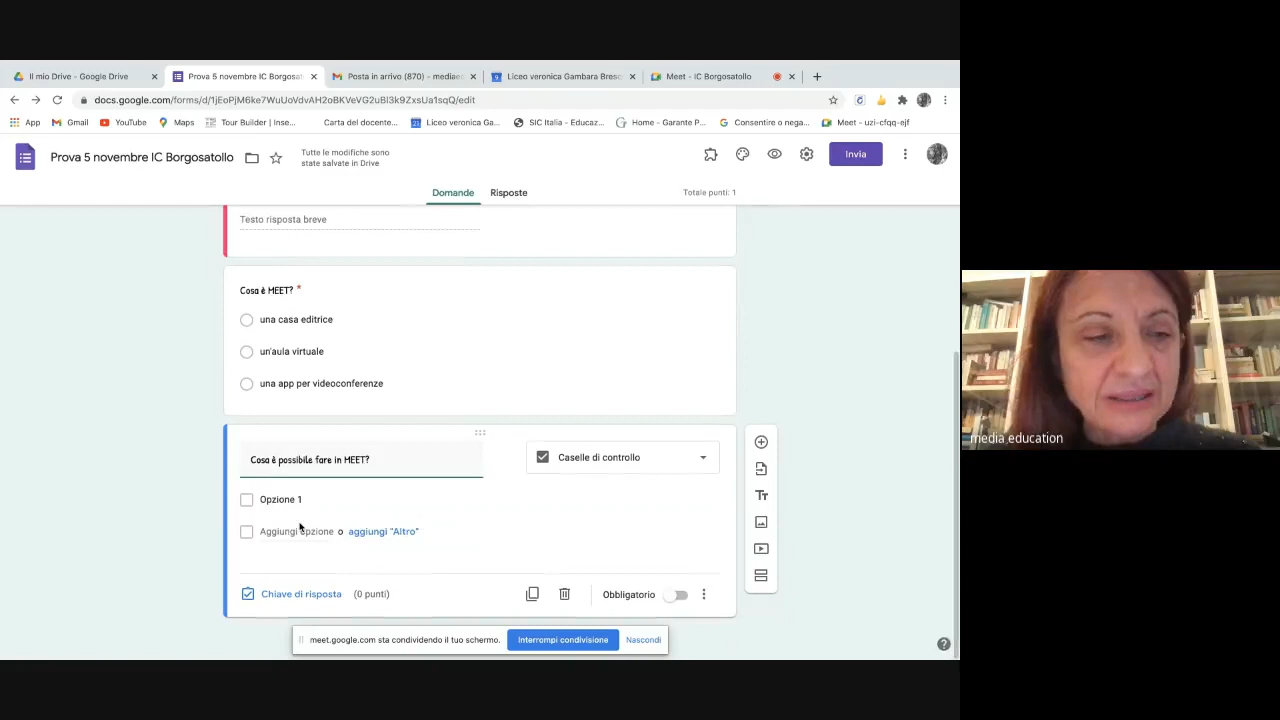 Il mio Drive - Google Drive
Prova 5 novembre IC Borgosato
Posta in arrivo (870) - mediaec
Liceo veronica Gambara Bresc
Meet - IC Borgosatollo
docs.google.com/forms/d/1jEoPjM6ke7WuUoVdvAH2oBKVeVG2uBl3k9ZxsUa1sqQ/edit
App
Gmail
YouTube
Maps
Tour Builder | Inse...
Carta del docente...
Liceo veronica Ga...
SIC Italia - Educaz...
Home - Garante P...
Consentire o nega...
Meet - uzi-cfqq-ejf
Prova 5 novembre IC Borgosatollo
Tutte le modifiche sono
state salvate in Drive
Invia
Domande
Risposte
Totale punti: 1
Testo risposta breve
Cosa è MEET? *
una casa editrice
un'aula virtuale
una app per videoconferenze
Cosa è possibile fare in MEET?
Caselle di controllo
Opzione 1
Aggiungi opzione o aggiungi "Altro"
Chiave di risposta (0 punti)
Obbligatorio
meet.google.com sta condividendo il tuo schermo.
Interrompi condivisione
Nascondi
media education